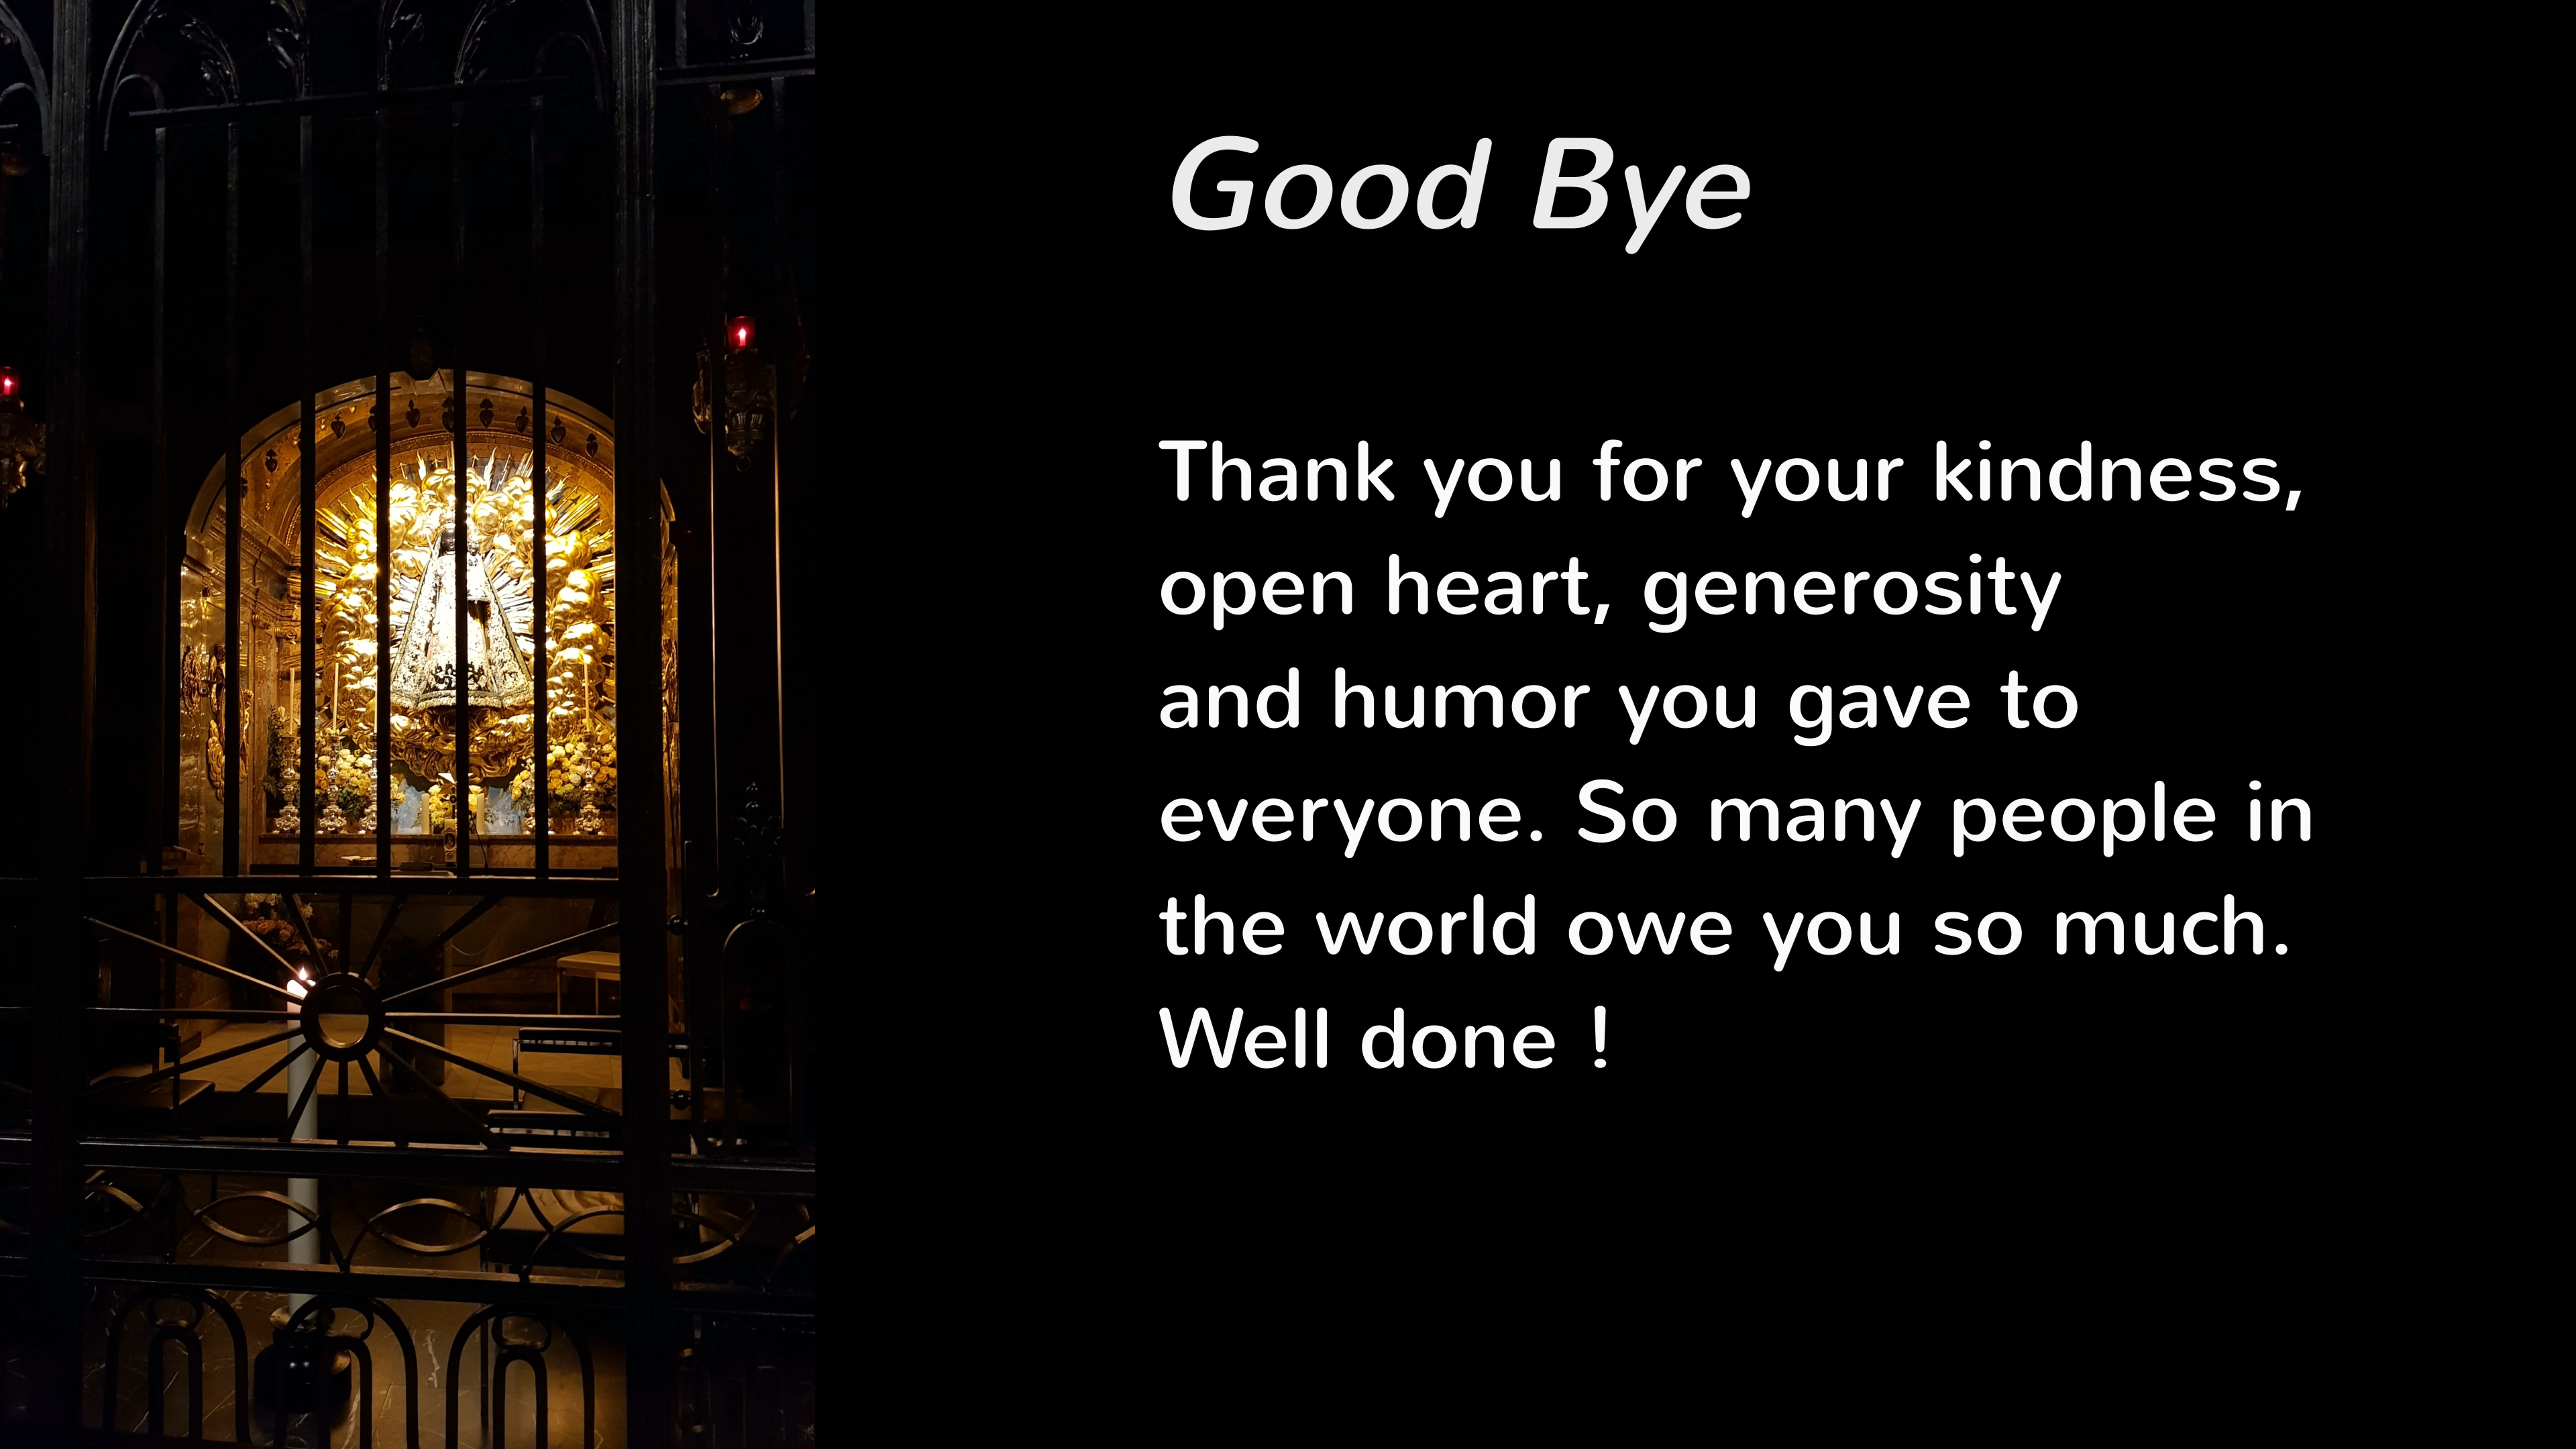 Good Bye
Thank you for your kindness,
open heart, generosity
and humor you gave to
everyone. So many people in
the world owe you so much.
Well done !